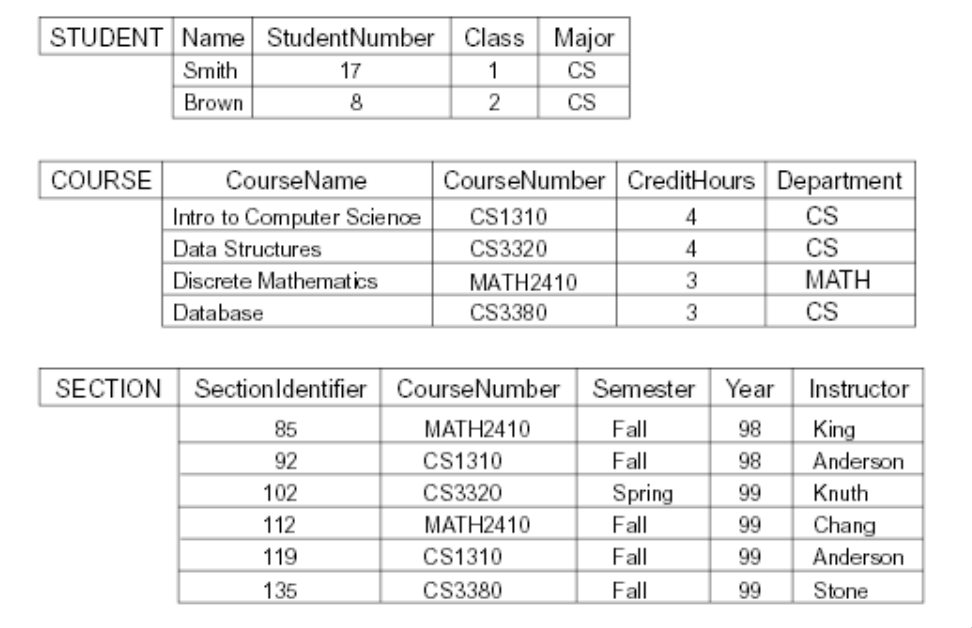 STUDENT Name StudentNumber Class Major
Smith 17 1 CS
Brown 8 2 CS
COURSE CourseName CourseNumber CreditHours Department
Intro to Computer Science CS1310 4 CS
Data Structures CS3320 4 CS
Discrete Mathematics MATH2410 3 MATH
Database CS3380 3 CS
SECTION SectionIdentifier CourseNumber Semester Year Instructor
85 MATH2410 Fall 98 King
92 CS1310 Fall 98 Anderson
102 CS3320 Spring 99 Knuth
112 MATH2410 Fall 99 Chang
119 CS1310 Fall 99 Anderson
135 CS3380 Fall 99 Stone